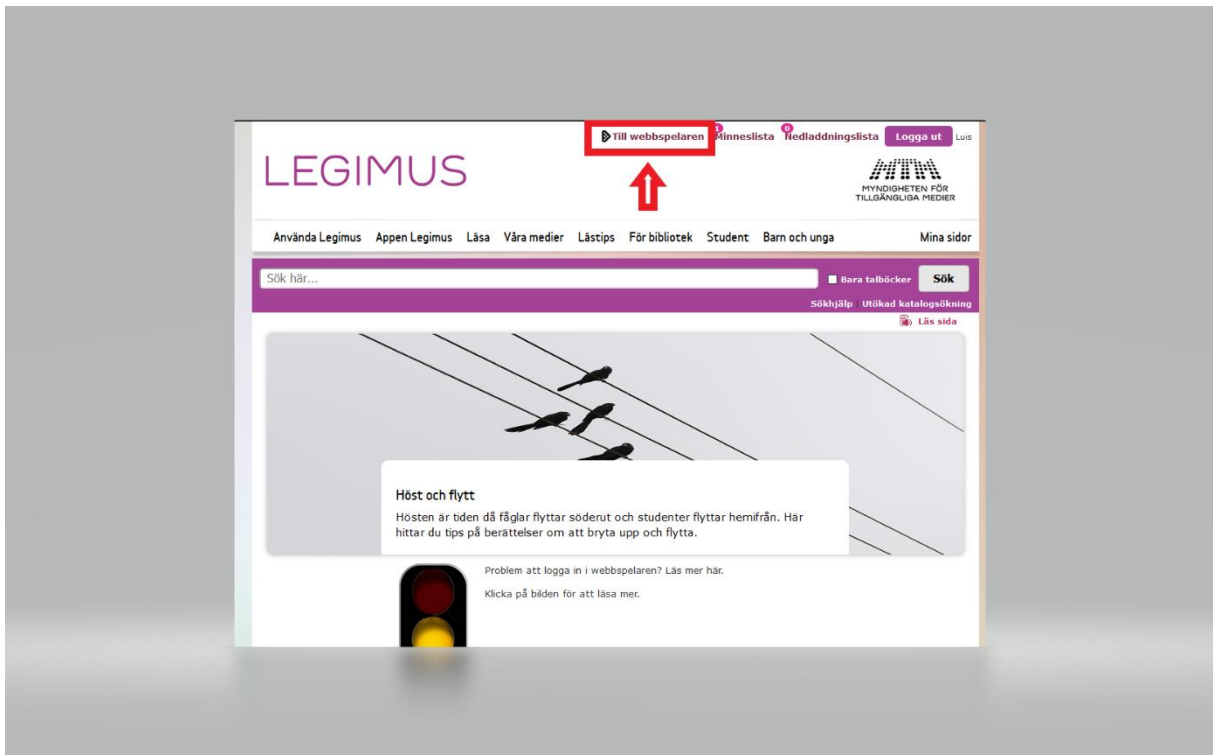 Till webbspelaren 1 Minneslista 0 Nedladdningslista Logga ut Luis
LEGIMUS
MTM
MYNDIGHETEN FÖR
TILLGÄNGLIGA MEDIER
Använda Legimus Appen Legimus Läsa Våra medier Lästips För bibliotek Student Barn och unga Mina sidor
Sök här... Bara talböcker Sök
Sökhjälp | Utökad katalogsökning
Läs sida
Höst och flytt
Hösten är tiden då fåglar flyttar söderut och studenter flyttar hemifrån. Här
hittar du tips på berättelser om att bryta upp och flytta.
Problem att logga in i webbspelaren? Läs mer här.
Klicka på bilden för att läsa mer.